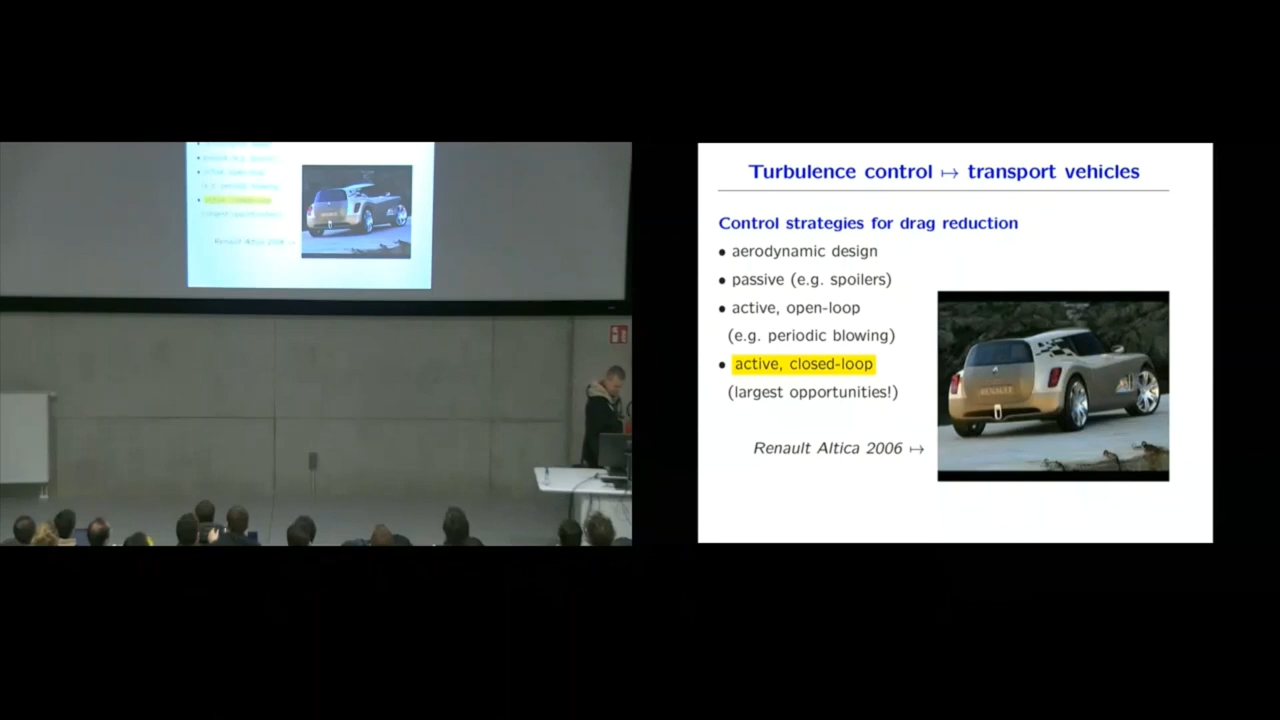 Turbulence control ↦ transport vehicles
Control strategies for drag reduction
• aerodynamic design
• passive (e.g. spoilers)
• active, open-loop
(e.g. periodic blowing)
• active, closed-loop
(largest opportunities!)
Renault Altica 2006 ↦
RENAULT